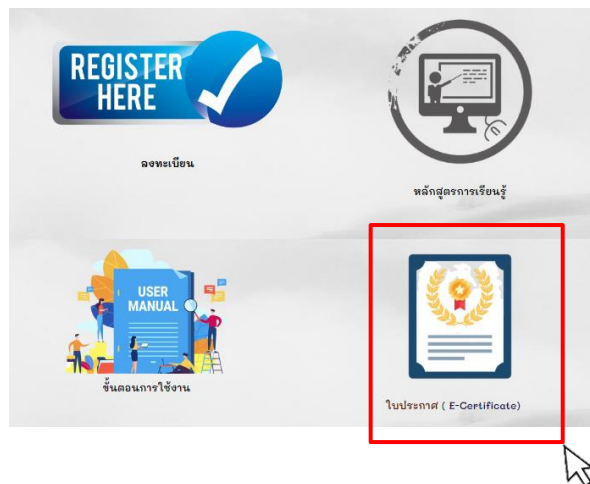 REGISTER
HERE
ลงทะเบียน
หลักสูตรการเรียนรู้
USER
MANUAL
ขั้นตอนการใช้งาน
ใบประกาศ ( E-Certificate)